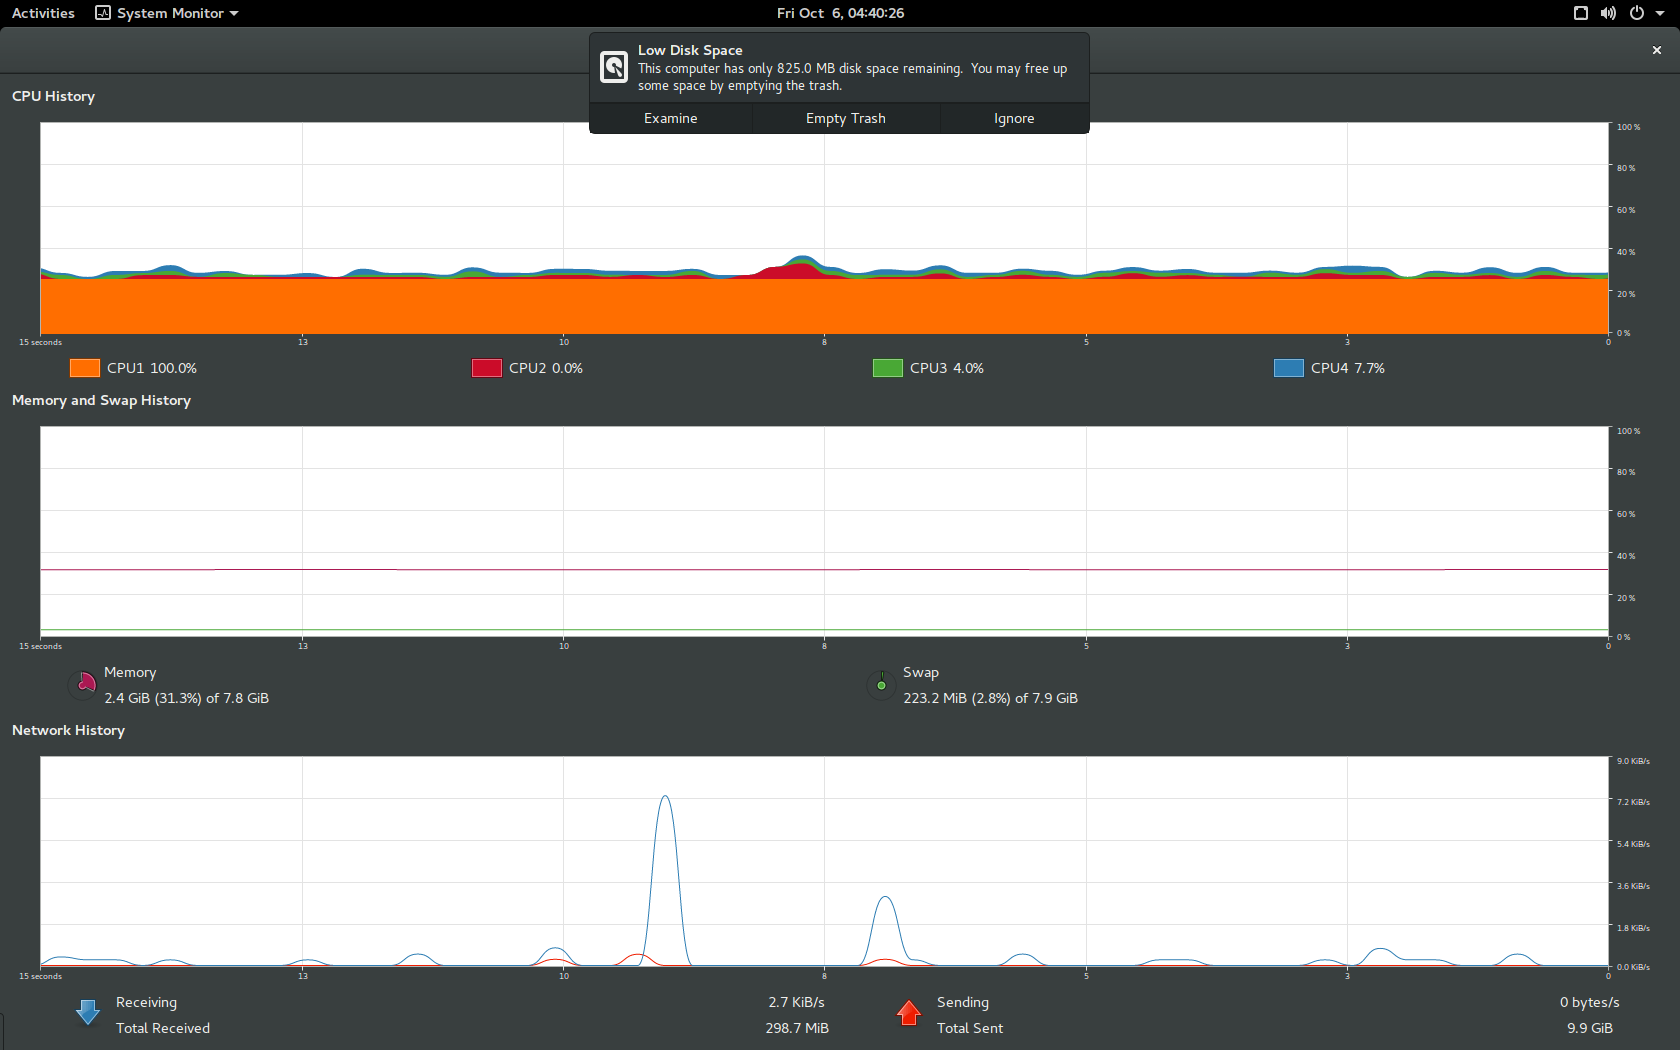 Activities
System Monitor
Fri Oct  6, 04:40:26
Low Disk Space
This computer has only 825.0 MB disk space remaining.  You may free up
some space by emptying the trash.
Examine
Empty Trash
Ignore
CPU History
100 %
80 %
60 %
40 %
20 %
0 %
15 seconds
13
10
8
5
3
0
CPU1 100.0%
CPU2 0.0%
CPU3 4.0%
CPU4 7.7%
Memory and Swap History
100 %
80 %
60 %
40 %
20 %
0 %
15 seconds
13
10
8
5
3
0
Memory
2.4 GiB (31.3%) of 7.8 GiB
Swap
223.2 MiB (2.8%) of 7.9 GiB
Network History
9.0 KiB/s
7.2 KiB/s
5.4 KiB/s
3.6 KiB/s
1.8 KiB/s
0.0 KiB/s
15 seconds
13
10
8
5
3
0
Receiving
2.7 KiB/s
Total Received
298.7 MiB
Sending
0 bytes/s
Total Sent
9.9 GiB